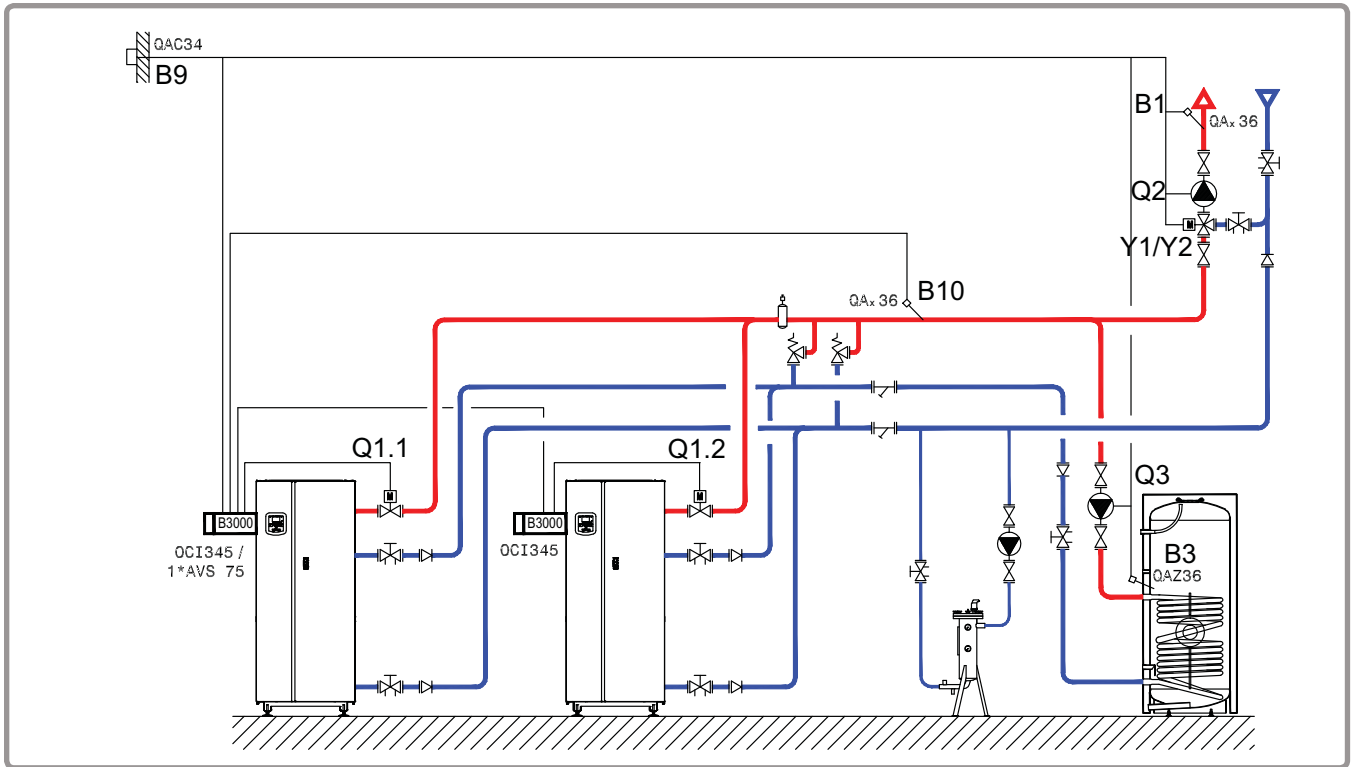 QAC34
B9
B1
QAx 36
Q2
Y1/Y2
QAx 36
B10
Q1.1
Q1.2
Q3
M
M
M
B3000
B3000
OCI345 /
1*AVS 75
OCI345
B3
QAZ36